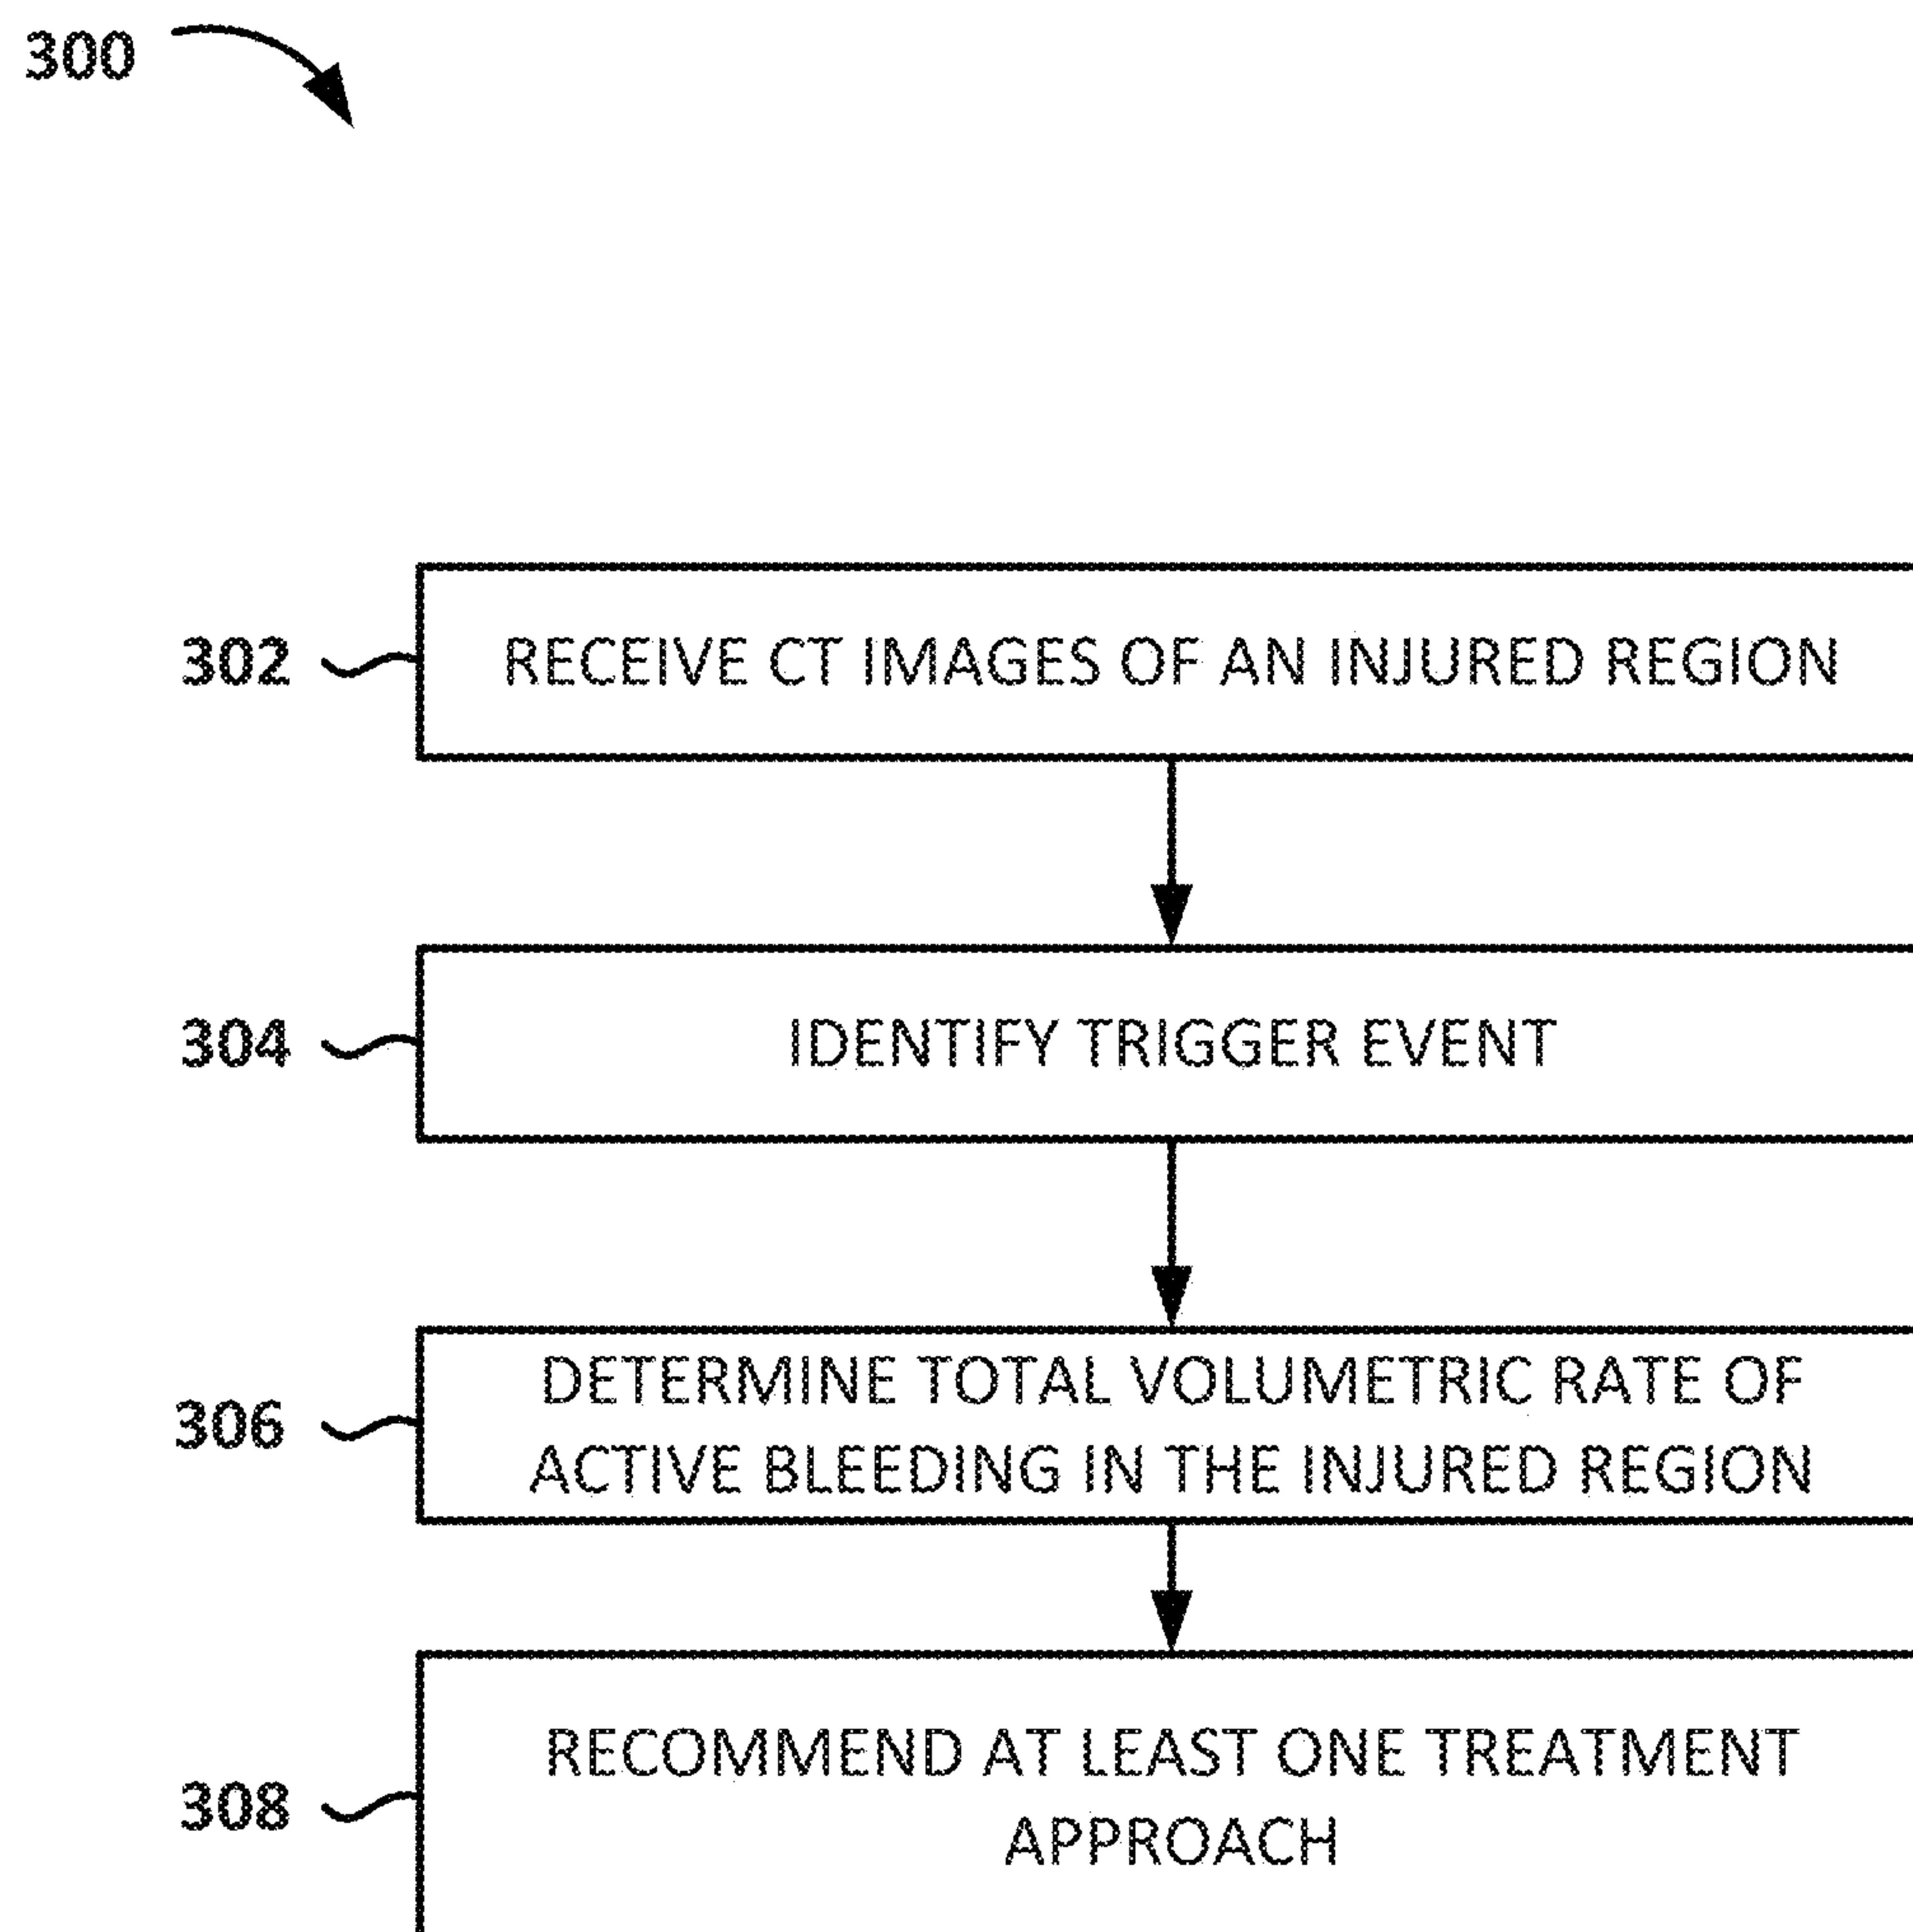 300
302 RECEIVE CT IMAGES OF AN INJURED REGION
304 IDENTIFY TRIGGER EVENT
DETERMINE TOTAL VOLUMETRIC RATE OF
306 ACTIVE BLEEDING IN THE INJURED REGION
RECOMMEND AT LEAST ONE TREATMENT
308 APPROACH